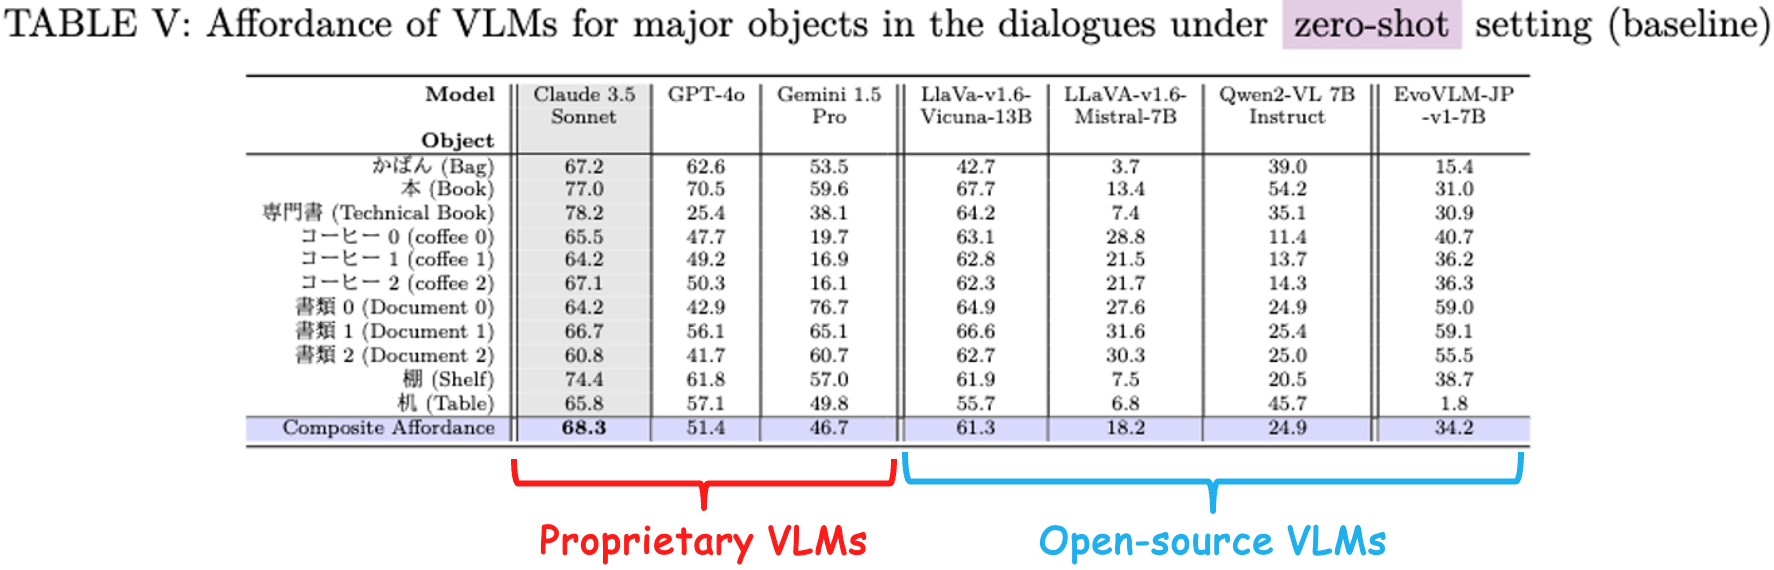 TABLE V: Affordance of VLMs for major objects in the dialogues under zero-shot setting (baseline)
Model Claude 3.5 Sonnet GPT-4o Gemini 1.5 Pro LlaVa-v1.6-Vicuna-13B LLaVA-v1.6-Mistral-7B Qwen2-VL 7B Instruct EvoVLM-JP-v1-7B
Object
かばん (Bag) 67.2 62.6 53.5 42.7 3.7 39.0 15.4
本 (Book) 77.0 70.5 59.6 67.7 13.4 54.2 31.0
専門書 (Technical Book) 78.2 25.4 38.1 64.2 7.4 35.1 30.9
コーヒー 0 (coffee 0) 65.5 47.7 19.7 63.1 28.8 11.4 40.7
コーヒー 1 (coffee 1) 64.2 49.2 16.9 62.8 21.5 13.7 36.2
コーヒー 2 (coffee 2) 67.1 50.3 16.1 62.3 21.7 14.3 36.3
書類 0 (Document 0) 64.2 42.9 76.7 64.9 27.6 24.9 59.0
書類 1 (Document 1) 66.7 56.1 65.1 66.6 31.6 25.4 59.1
書類 2 (Document 2) 60.8 41.7 60.7 62.7 30.3 25.0 55.5
棚 (Shelf) 74.4 61.8 57.0 61.9 7.5 20.5 38.7
机 (Table) 65.8 57.1 49.8 55.7 6.8 45.7 1.8
Composite Affordance 68.3 51.4 46.7 61.3 18.2 24.9 34.2
Proprietary VLMs
Open-source VLMs